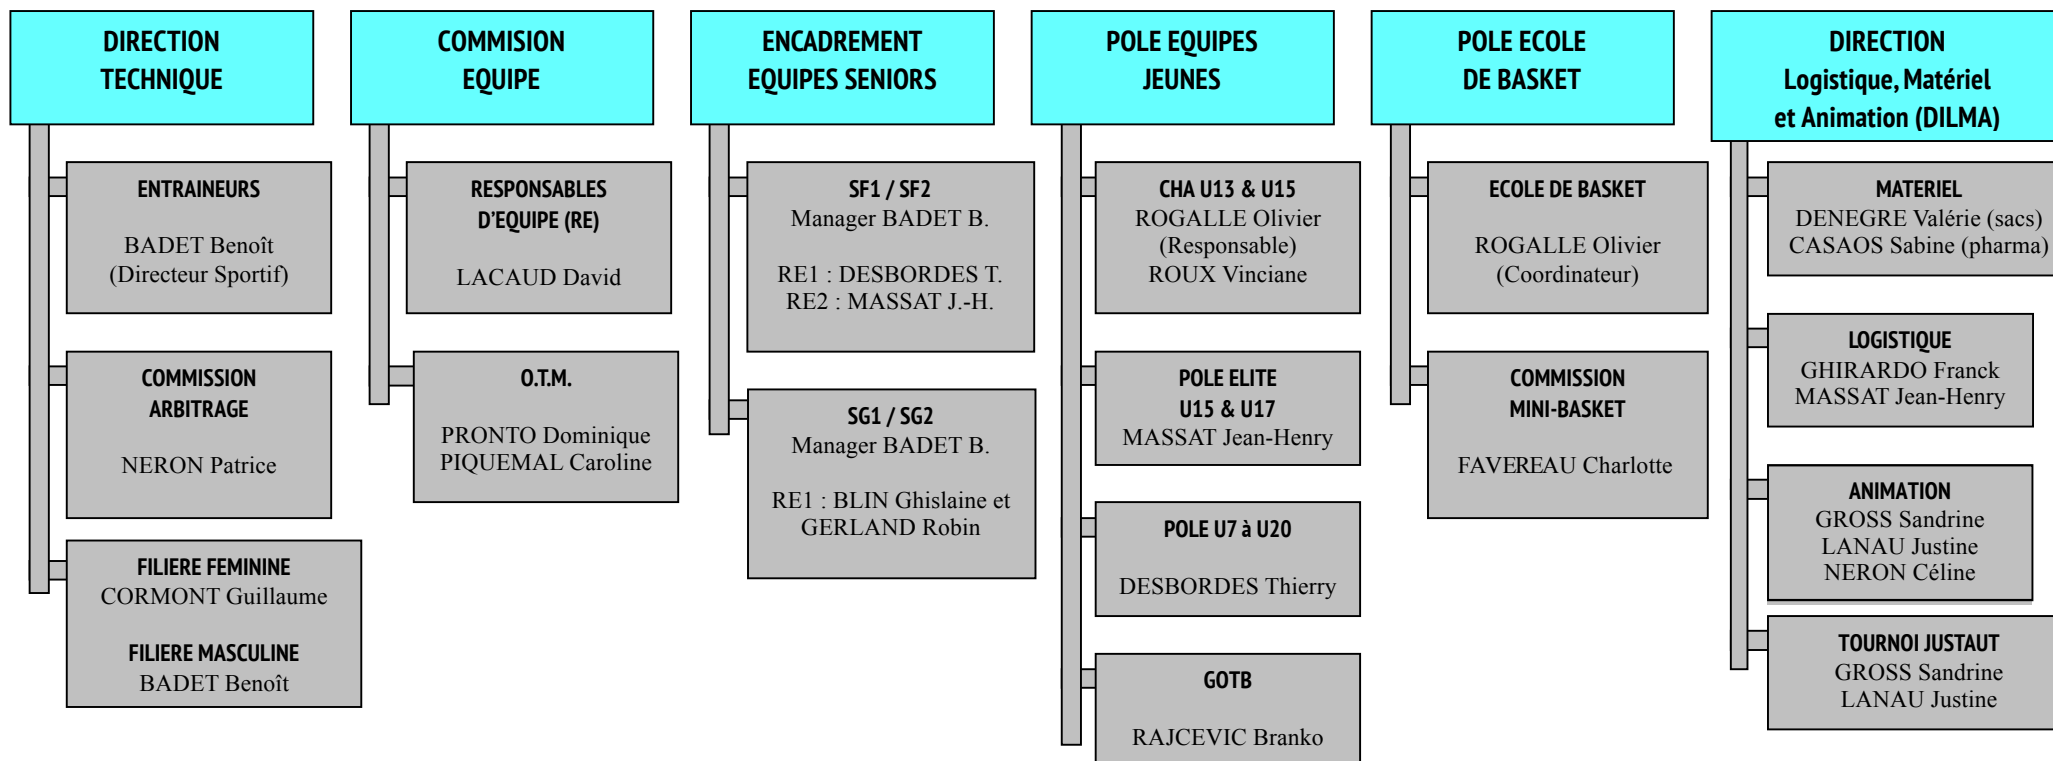 DIRECTION
TECHNIQUE
ENTRAINEURS
BADET Benoît
(Directeur Sportif)
COMMISSION
ARBITRAGE
NERON Patrice
FILIERE FEMININE
CORMONT Guillaume
FILIERE MASCULINE
BADET Benoît
COMMISION
EQUIPE
RESPONSABLES
D’EQUIPE (RE)
LACAUD David
O.T.M.
PRONTO Dominique
PIQUEMAL Caroline
ENCADREMENT
EQUIPES SENIORS
SF1 / SF2
Manager BADET B.
RE1 : DESBORDES T.
RE2 : MASSAT J.-H.
SG1 / SG2
Manager BADET B.
RE1 : BLIN Ghislaine et
GERLAND Robin
POLE EQUIPES
JEUNES
CHA U13 & U15
ROGALLE Olivier
(Responsable)
ROUX Vinciane
POLE ELITE
U15 & U17
MASSAT Jean-Henry
POLE U7 à U20
DESBORDES Thierry
GOTB
RAJCEVIC Branko
POLE ECOLE
DE BASKET
ECOLE DE BASKET
ROGALLE Olivier
(Coordinateur)
COMMISSION
MINI-BASKET
FAVEREAU Charlotte
DIRECTION
Logistique, Matériel
et Animation (DILMA)
MATERIEL
DENEGRE Valérie (sacs)
CASAOS Sabine (pharma)
LOGISTIQUE
GHIRARDO Franck
MASSAT Jean-Henry
ANIMATION
GROSS Sandrine
LANAU Justine
NERON Céline
TOURNOI JUSTAUT
GROSS Sandrine
LANAU Justine